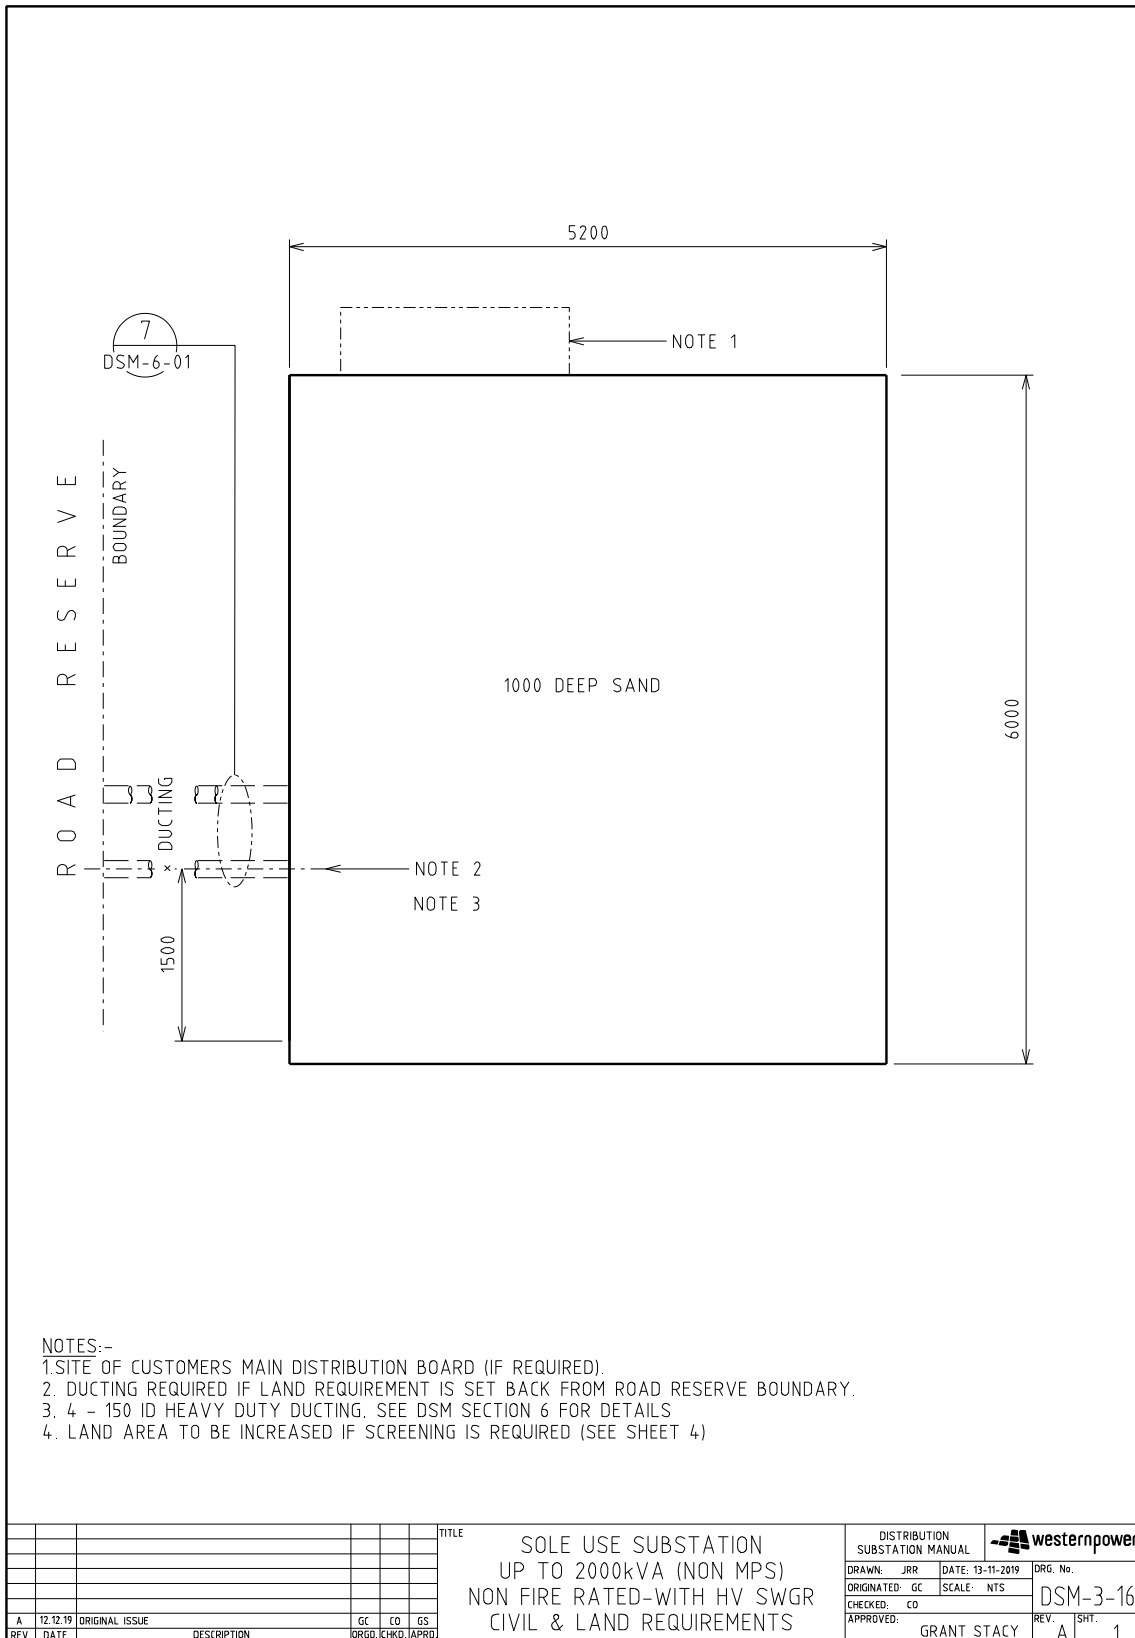 5200
NOTE 1
7
DSM-6-01
ROAD RESERVE
BOUNDARY
1000 DEEP SAND
6000
× DUCTING
NOTE 2
NOTE 3
1500
NOTES:-
1.SITE OF CUSTOMERS MAIN DISTRIBUTION BOARD (IF REQUIRED).
2. DUCTING REQUIRED IF LAND REQUIREMENT IS SET BACK FROM ROAD RESERVE BOUNDARY.
3. 4 - 150 ID HEAVY DUTY DUCTING, SEE DSM SECTION 6 FOR DETAILS
4. LAND AREA TO BE INCREASED IF SCREENING IS REQUIRED (SEE SHEET 4)
A 12.12.19 ORIGINAL ISSUE GC CO GS
REV DATE DESCRIPTION ORGD. CHKD. APRD.
TITLE
SOLE USE SUBSTATION
UP TO 2000kVA (NON MPS)
NON FIRE RATED-WITH HV SWGR
CIVIL & LAND REQUIREMENTS
DISTRIBUTION
SUBSTATION MANUAL
westernpower
DRAWN: JRR DATE: 13-11-2019
ORIGINATED: GC SCALE: NTS
CHECKED: CO
APPROVED:
GRANT STACY
DRG. No.
DSM-3-16
REV. A SHT. 1